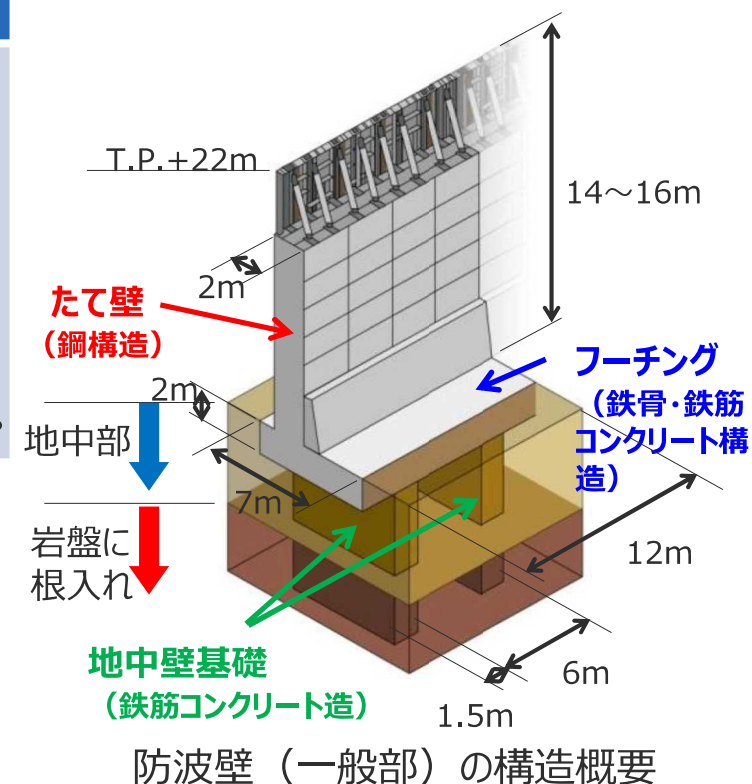 T.P.+22m
14～16m
2m
たて壁
（鋼構造）
フーチング
（鉄骨・鉄筋
コンクリート構
造）
2m
地中部
7m
12m
岩盤に
根入れ
6m
地中壁基礎
（鉄筋コンクリート造）
1.5m
防波壁（一般部）の構造概要